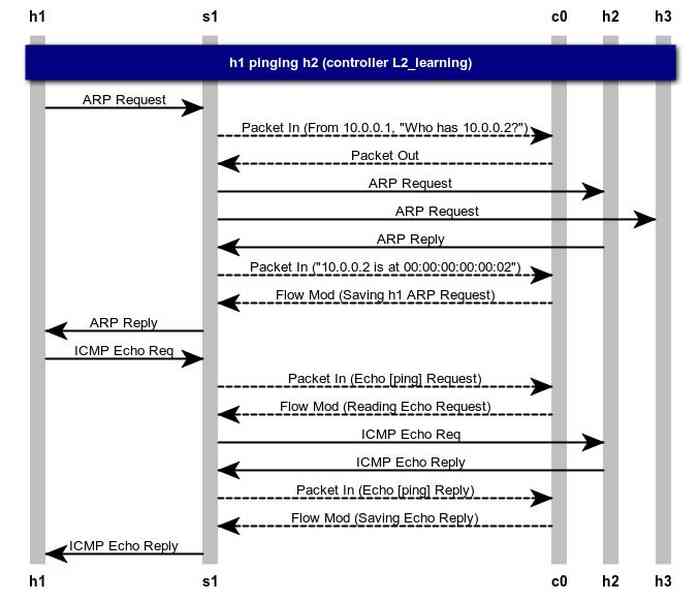 h1 s1 c0 h2 h3
h1 pinging h2 (controller L2_learning)
ARP Request
Packet In (From 10.0.0.1, "Who has 10.0.0.2?")
Packet Out
ARP Request
ARP Request
ARP Reply
Packet In ("10.0.0.2 is at 00:00:00:00:00:02")
Flow Mod (Saving h1 ARP Request)
ARP Reply
ICMP Echo Req
Packet In (Echo [ping] Request)
Flow Mod (Reading Echo Request)
ICMP Echo Req
ICMP Echo Reply
Packet In (Echo [ping] Reply)
Flow Mod (Saving Echo Reply)
ICMP Echo Reply
h1 s1 c0 h2 h3